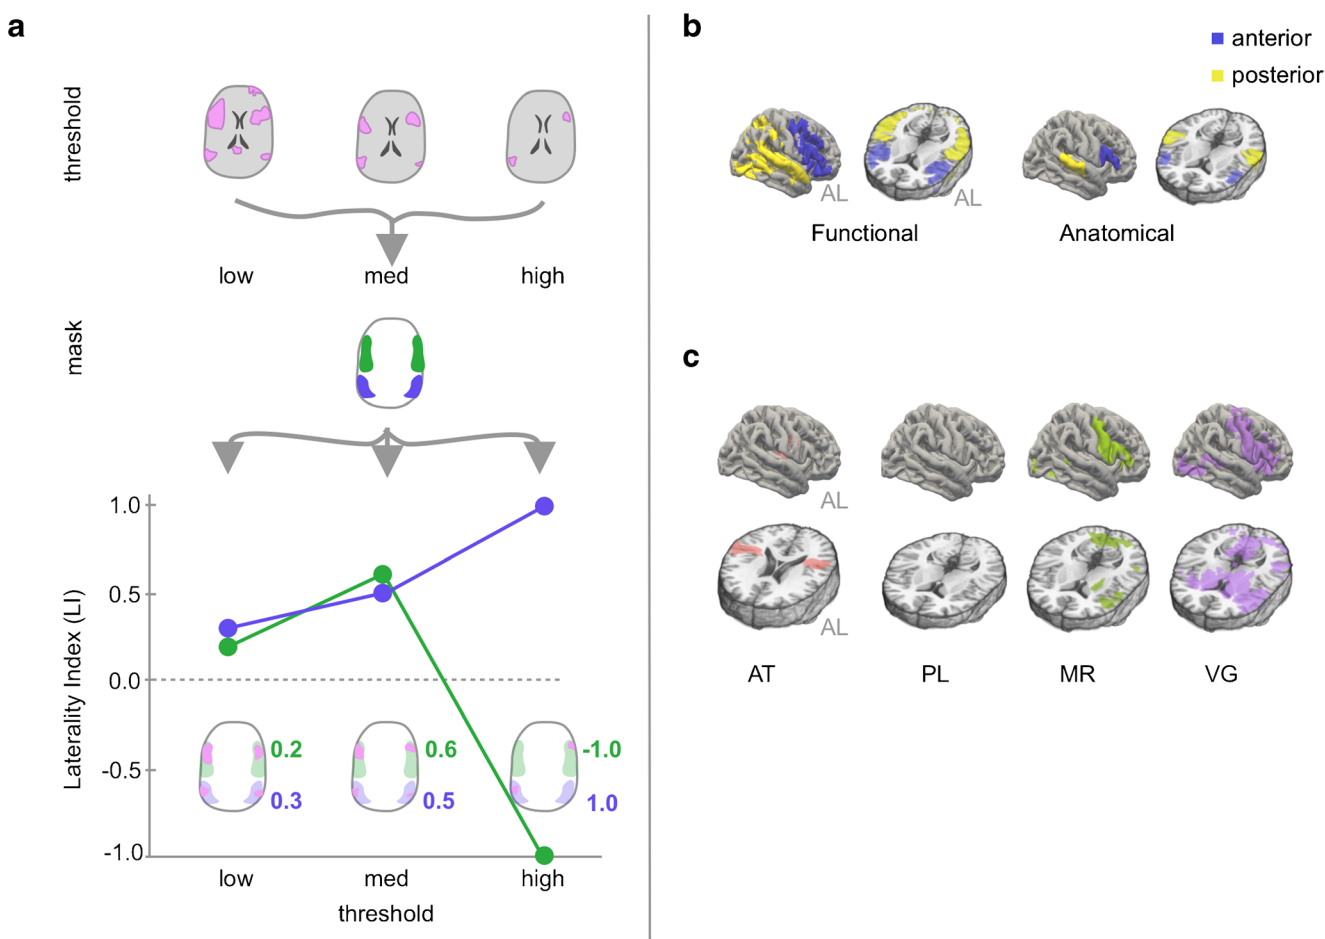 a
threshold
low med high
mask
Laterality Index (LI)
1.0
0.5
0.0
-0.5
-1.0
0.2 0.6 -1.0
0.3 0.5 1.0
low med high
threshold
b
anterior
posterior
AL AL
Functional Anatomical
c
AL
AL
AT PL MR VG